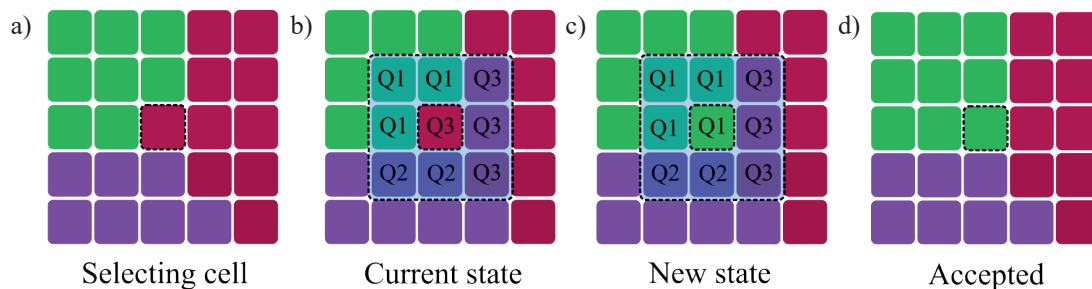 a) b) c) d)
Q1 Q1 Q3 Q1 Q1 Q3
Q1 Q3 Q3 Q1 Q1 Q3
Q2 Q2 Q3 Q2 Q2 Q3
Selecting cell Current state New state Accepted